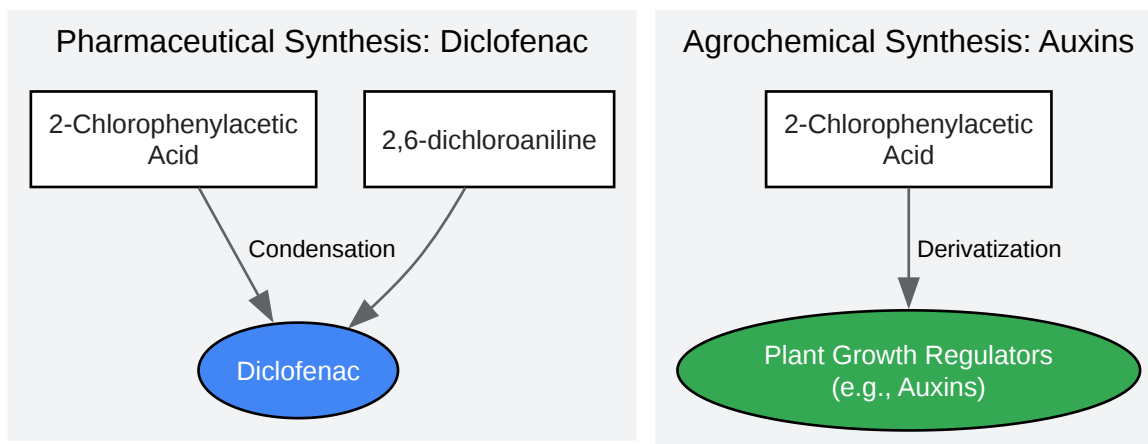 Pharmaceutical Synthesis: Diclofenac
2-Chlorophenylacetic
Acid
2,6-dichloroaniline
Condensation
Diclofenac
Agrochemical Synthesis: Auxins
2-Chlorophenylacetic
Acid
Derivatization
Plant Growth Regulators
(e.g., Auxins)